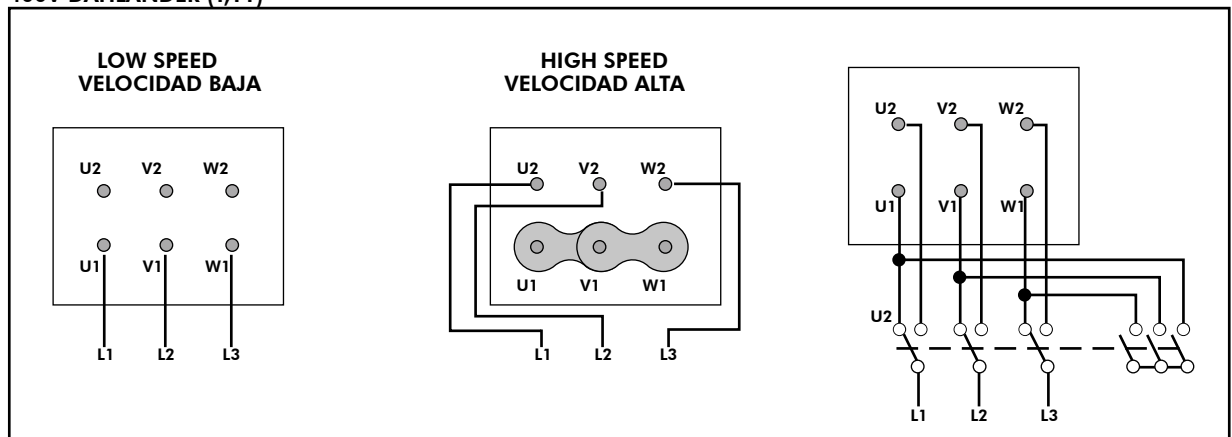 LOW SPEED
VELOCIDAD BAJA
U2 V2 W2
U1 V1 W1
L1 L2 L3
HIGH SPEED
VELOCIDAD ALTA
U2 V2 W2
U1 V1 W1
L1 L2 L3
U2 V2 W2
U1 V1 W1
U2
L1 L2 L3